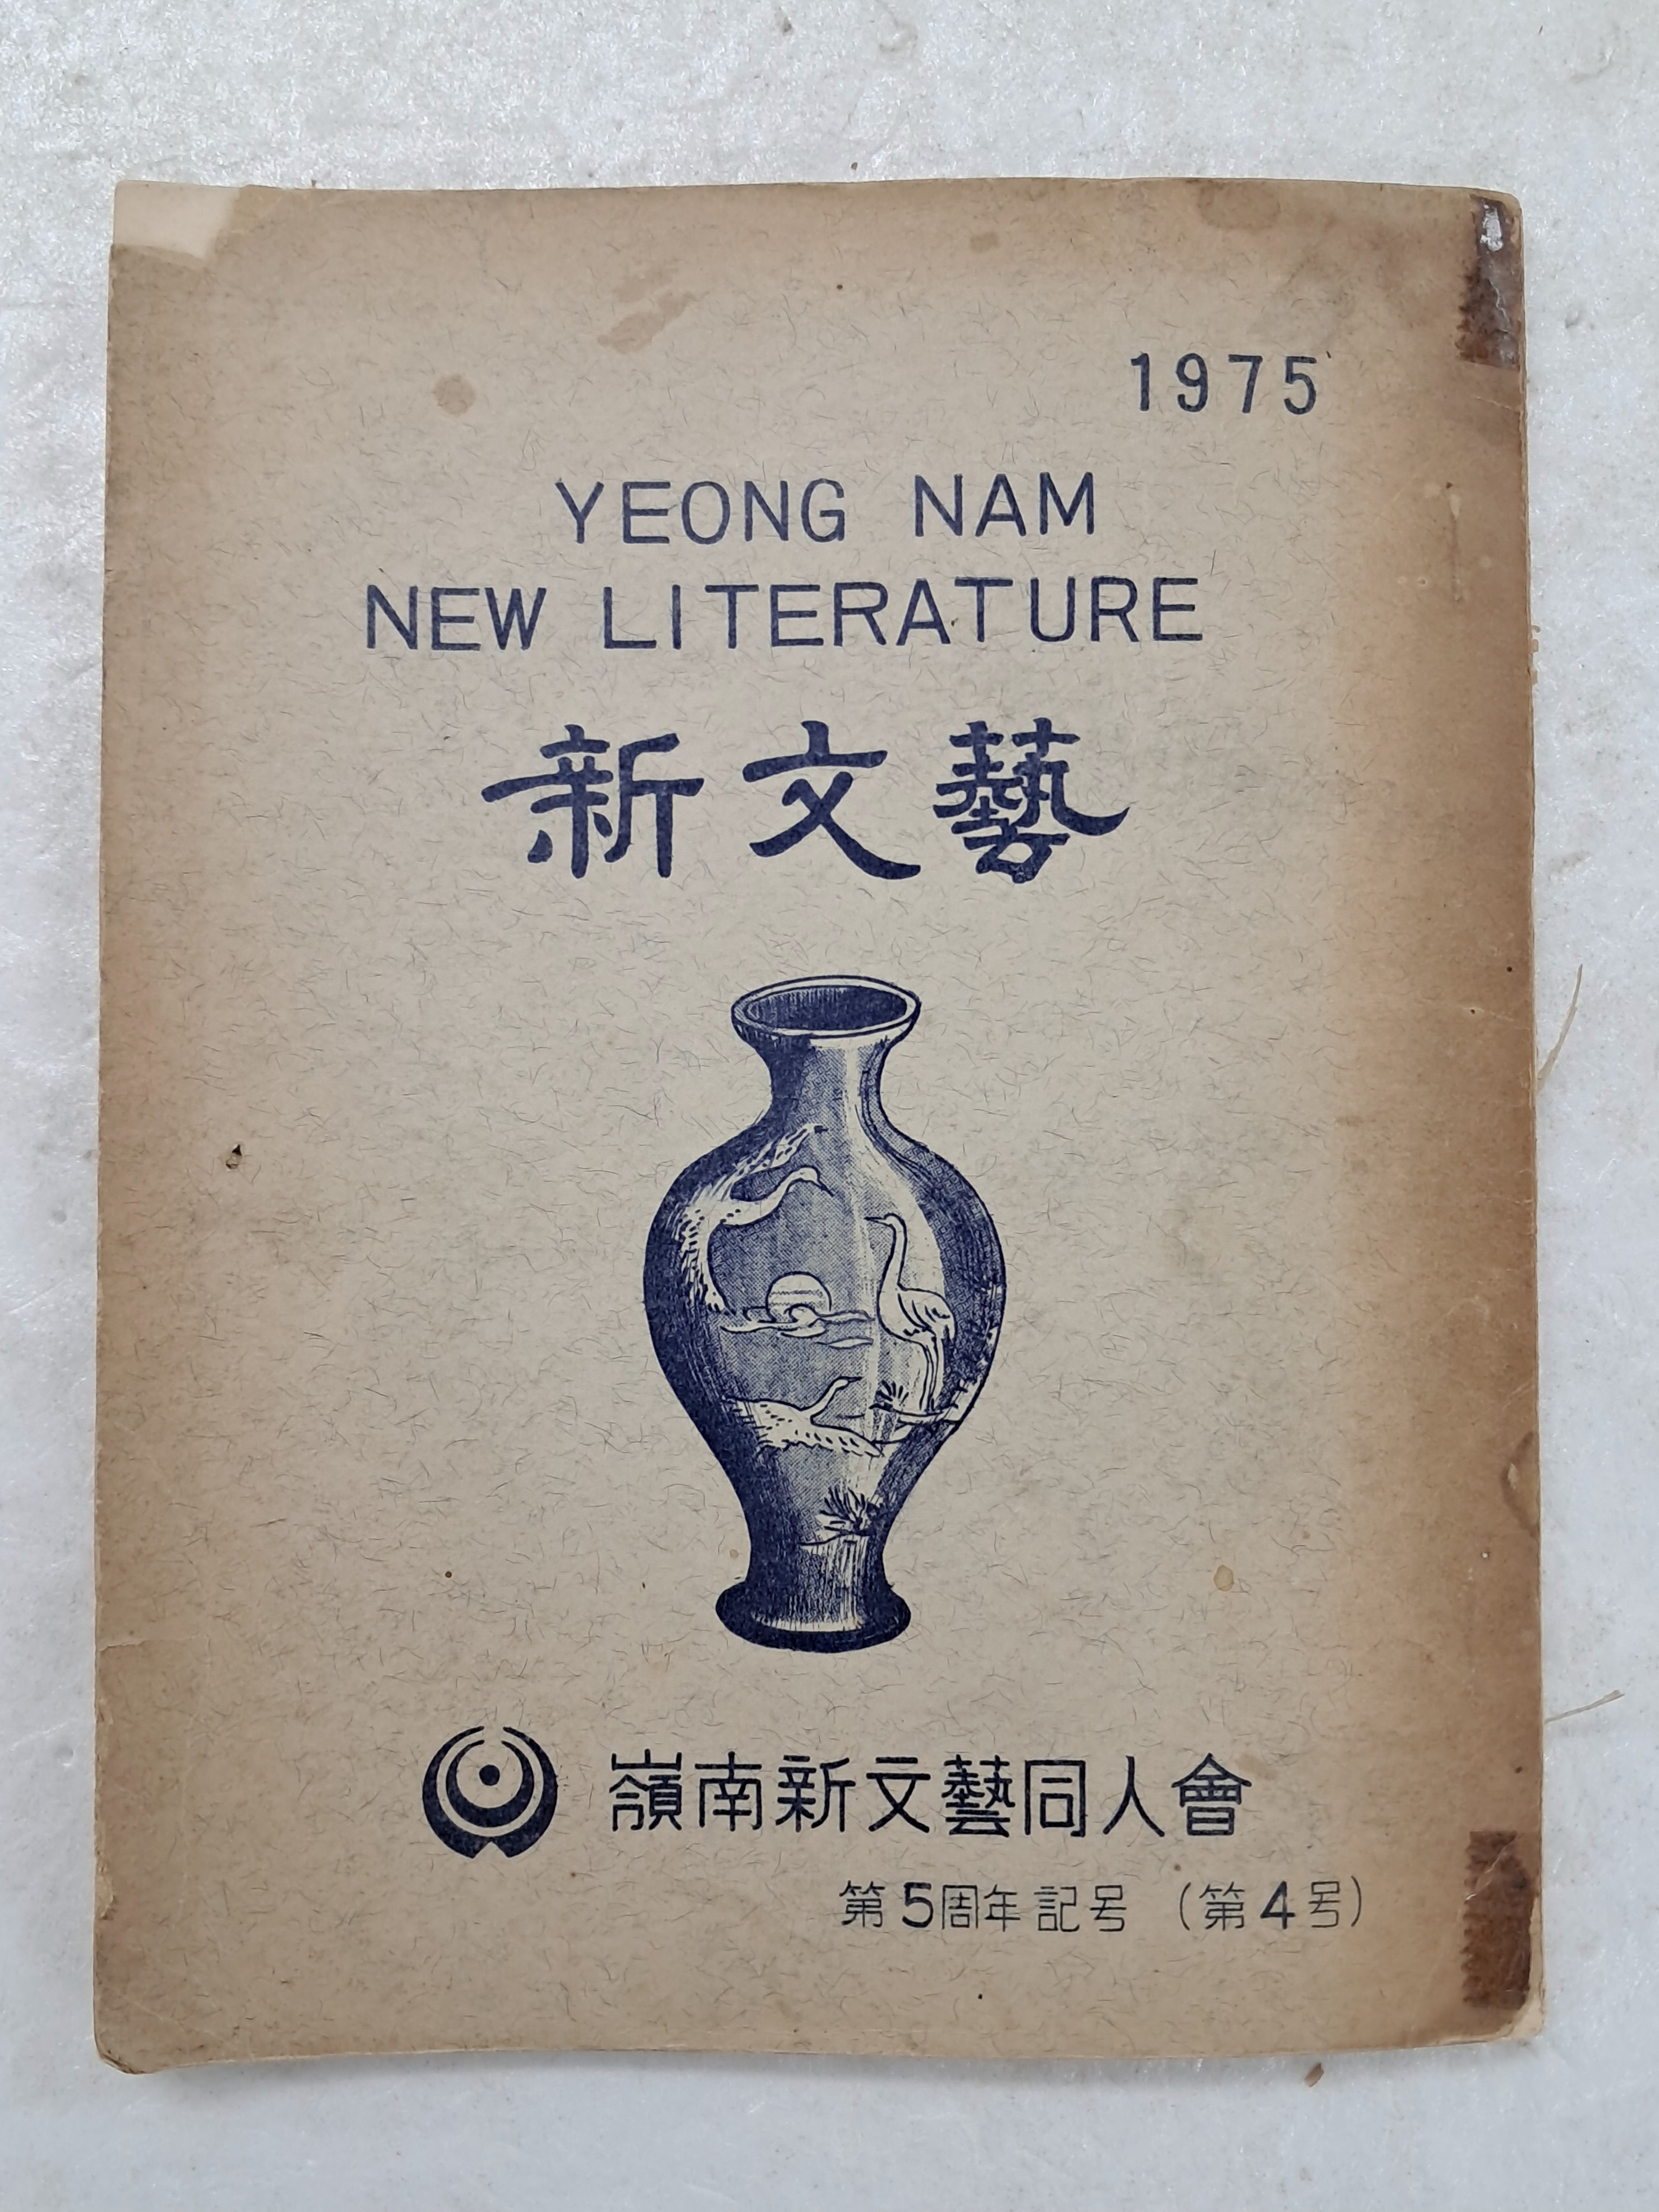 1975
YEONG NAM
NEW LITERATURE
新文藝
嶺南新文藝同人會
第5周年記号 (第4号)